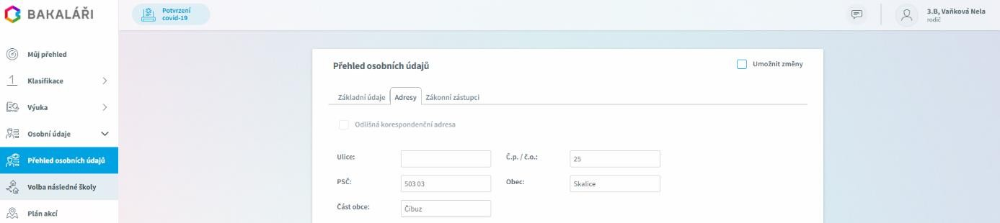 BAKALÁŘI
Potvrzení
covid-19
3.B, Vaňková Nela
rodič
Můj přehled
Klasifikace
Výuka
Osobní údaje
Přehled osobních údajů
Volba následné školy
Plán akcí
Přehled osobních údajů
Umožnit změny
Základní údaje Adresy Zákonní zástupci
Odlišná korespondenční adresa
Ulice: Č.p. / č.o.: 25
PSČ: 503 03 Obec: Skalice
Část obce: Číbuz